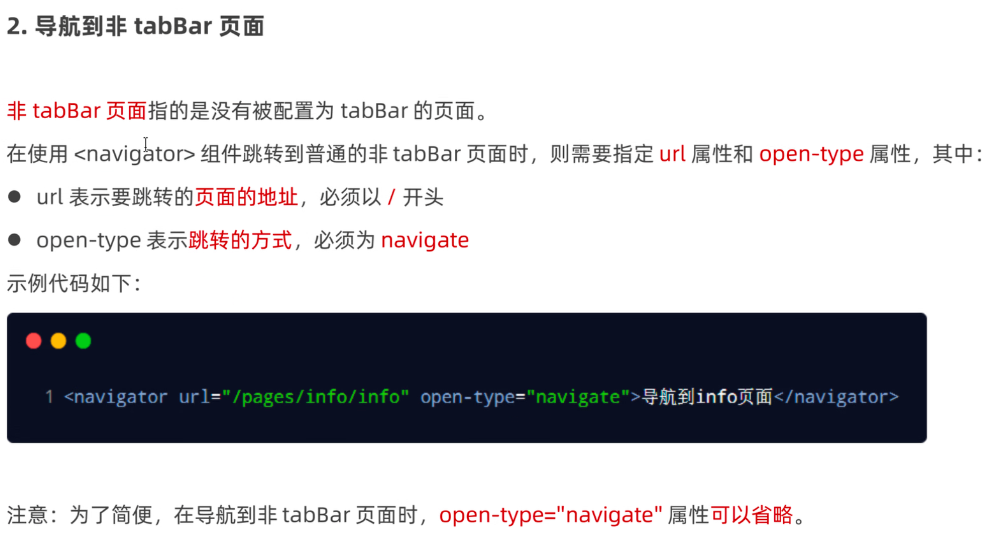 2. 导航到非 tabBar 页面
非 tabBar 页面指的是没有被配置为 tabBar 的页面。
在使用 <navigator> 组件跳转到普通的非 tabBar 页面时，则需要指定 url 属性和 open-type 属性，其中：
● url 表示要跳转的页面的地址，必须以 / 开头
● open-type 表示跳转的方式，必须为 navigate
示例代码如下：
1 <navigator url="/pages/info/info" open-type="navigate">导航到info页面</navigator>
注意：为了简便，在导航到非 tabBar 页面时，open-type="navigate" 属性可以省略。